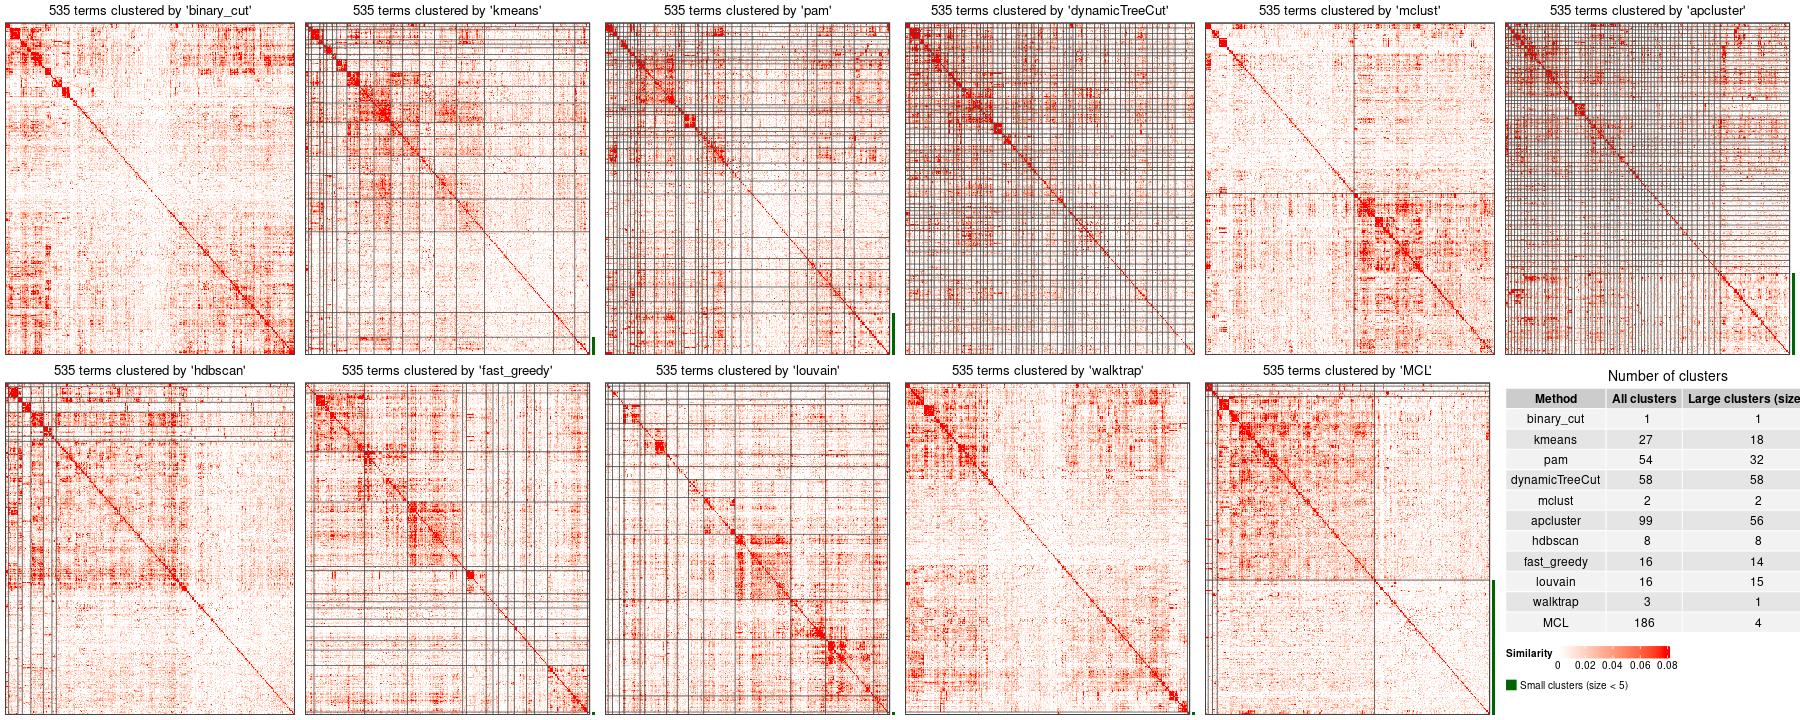 535 terms clustered by 'binary_cut'
535 terms clustered by 'kmeans'
535 terms clustered by 'pam'
535 terms clustered by 'dynamicTreeCut'
535 terms clustered by 'mclust'
535 terms clustered by 'apcluster'
535 terms clustered by 'hdbscan'
535 terms clustered by 'fast_greedy'
535 terms clustered by 'louvain'
535 terms clustered by 'walktrap'
535 terms clustered by 'MCL'
Number of clusters
Method All clusters Large clusters (size
binary_cut 1 1
kmeans 27 18
pam 54 32
dynamicTreeCut 58 58
mclust 2 2
apcluster 99 56
hdbscan 8 8
fast_greedy 16 14
louvain 16 15
walktrap 3 1
MCL 186 4
Similarity
0 0.02 0.04 0.06 0.08
Small clusters (size < 5)